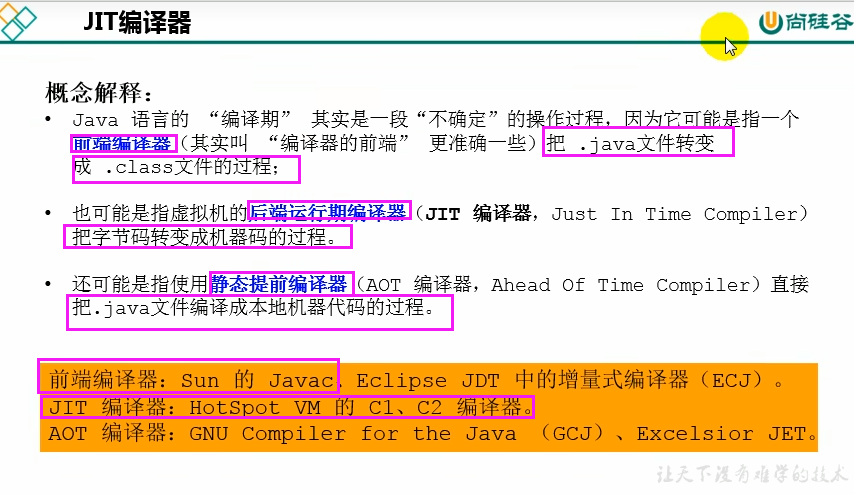 JIT编译器
尚硅谷
概念解释：
• Java 语言的 “编译期” 其实是一段“不确定”的操作过程，因为它可能是指一个
前端编译器（其实叫 “编译器的前端” 更准确一些）把 .java文件转变
成 .class文件的过程；
• 也可能是指虚拟机的后端运行期编译器（JIT 编译器，Just In Time Compiler）
把字节码转变成机器码的过程。
• 还可能是指使用静态提前编译器（AOT 编译器，Ahead Of Time Compiler）直接
把.java文件编译成本地机器代码的过程。
前端编译器：Sun 的 Javac、Eclipse JDT 中的增量式编译器（ECJ）。
JIT 编译器：HotSpot VM 的 C1、C2 编译器。
AOT 编译器：GNU Compiler for the Java （GCJ）、Excelsior JET。
让天下没有难学的技术